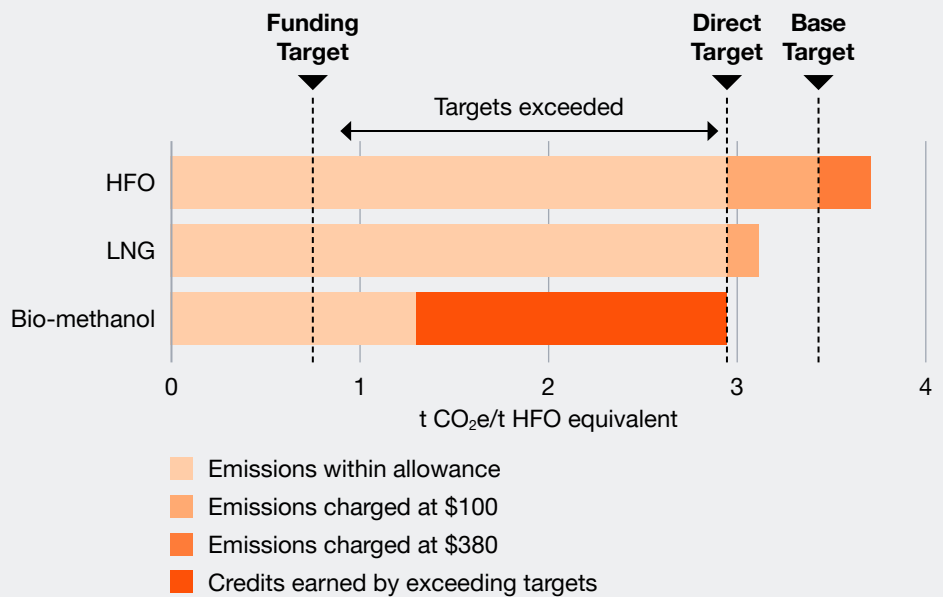 Funding
Target
Direct
Target
Base
Target
Targets exceeded
HFO
LNG
Bio-methanol
0
1
2
3
4
t CO₂e/t HFO equivalent
Emissions within allowance
Emissions charged at $100
Emissions charged at $380
Credits earned by exceeding targets